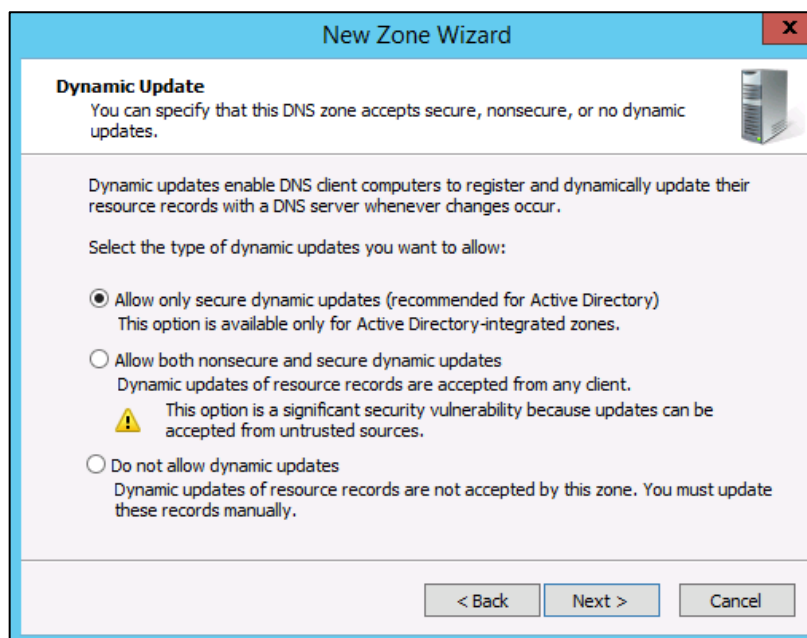 New Zone Wizard
x
Dynamic Update
You can specify that this DNS zone accepts secure, nonsecure, or no dynamic
updates.
Dynamic updates enable DNS client computers to register and dynamically update their
resource records with a DNS server whenever changes occur.
Select the type of dynamic updates you want to allow:
Allow only secure dynamic updates (recommended for Active Directory)
This option is available only for Active Directory-integrated zones.
Allow both nonsecure and secure dynamic updates
Dynamic updates of resource records are accepted from any client.
This option is a significant security vulnerability because updates can be
accepted from untrusted sources.
Do not allow dynamic updates
Dynamic updates of resource records are not accepted by this zone. You must update
these records manually.
< Back Next > Cancel